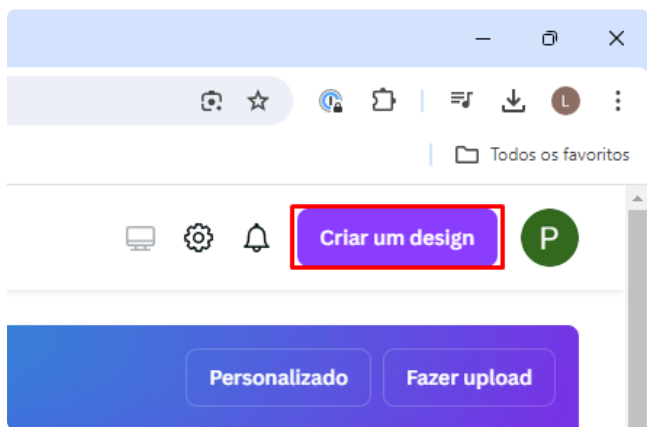 L
Todos os favoritos
Criar um design
P
Personalizado
Fazer upload